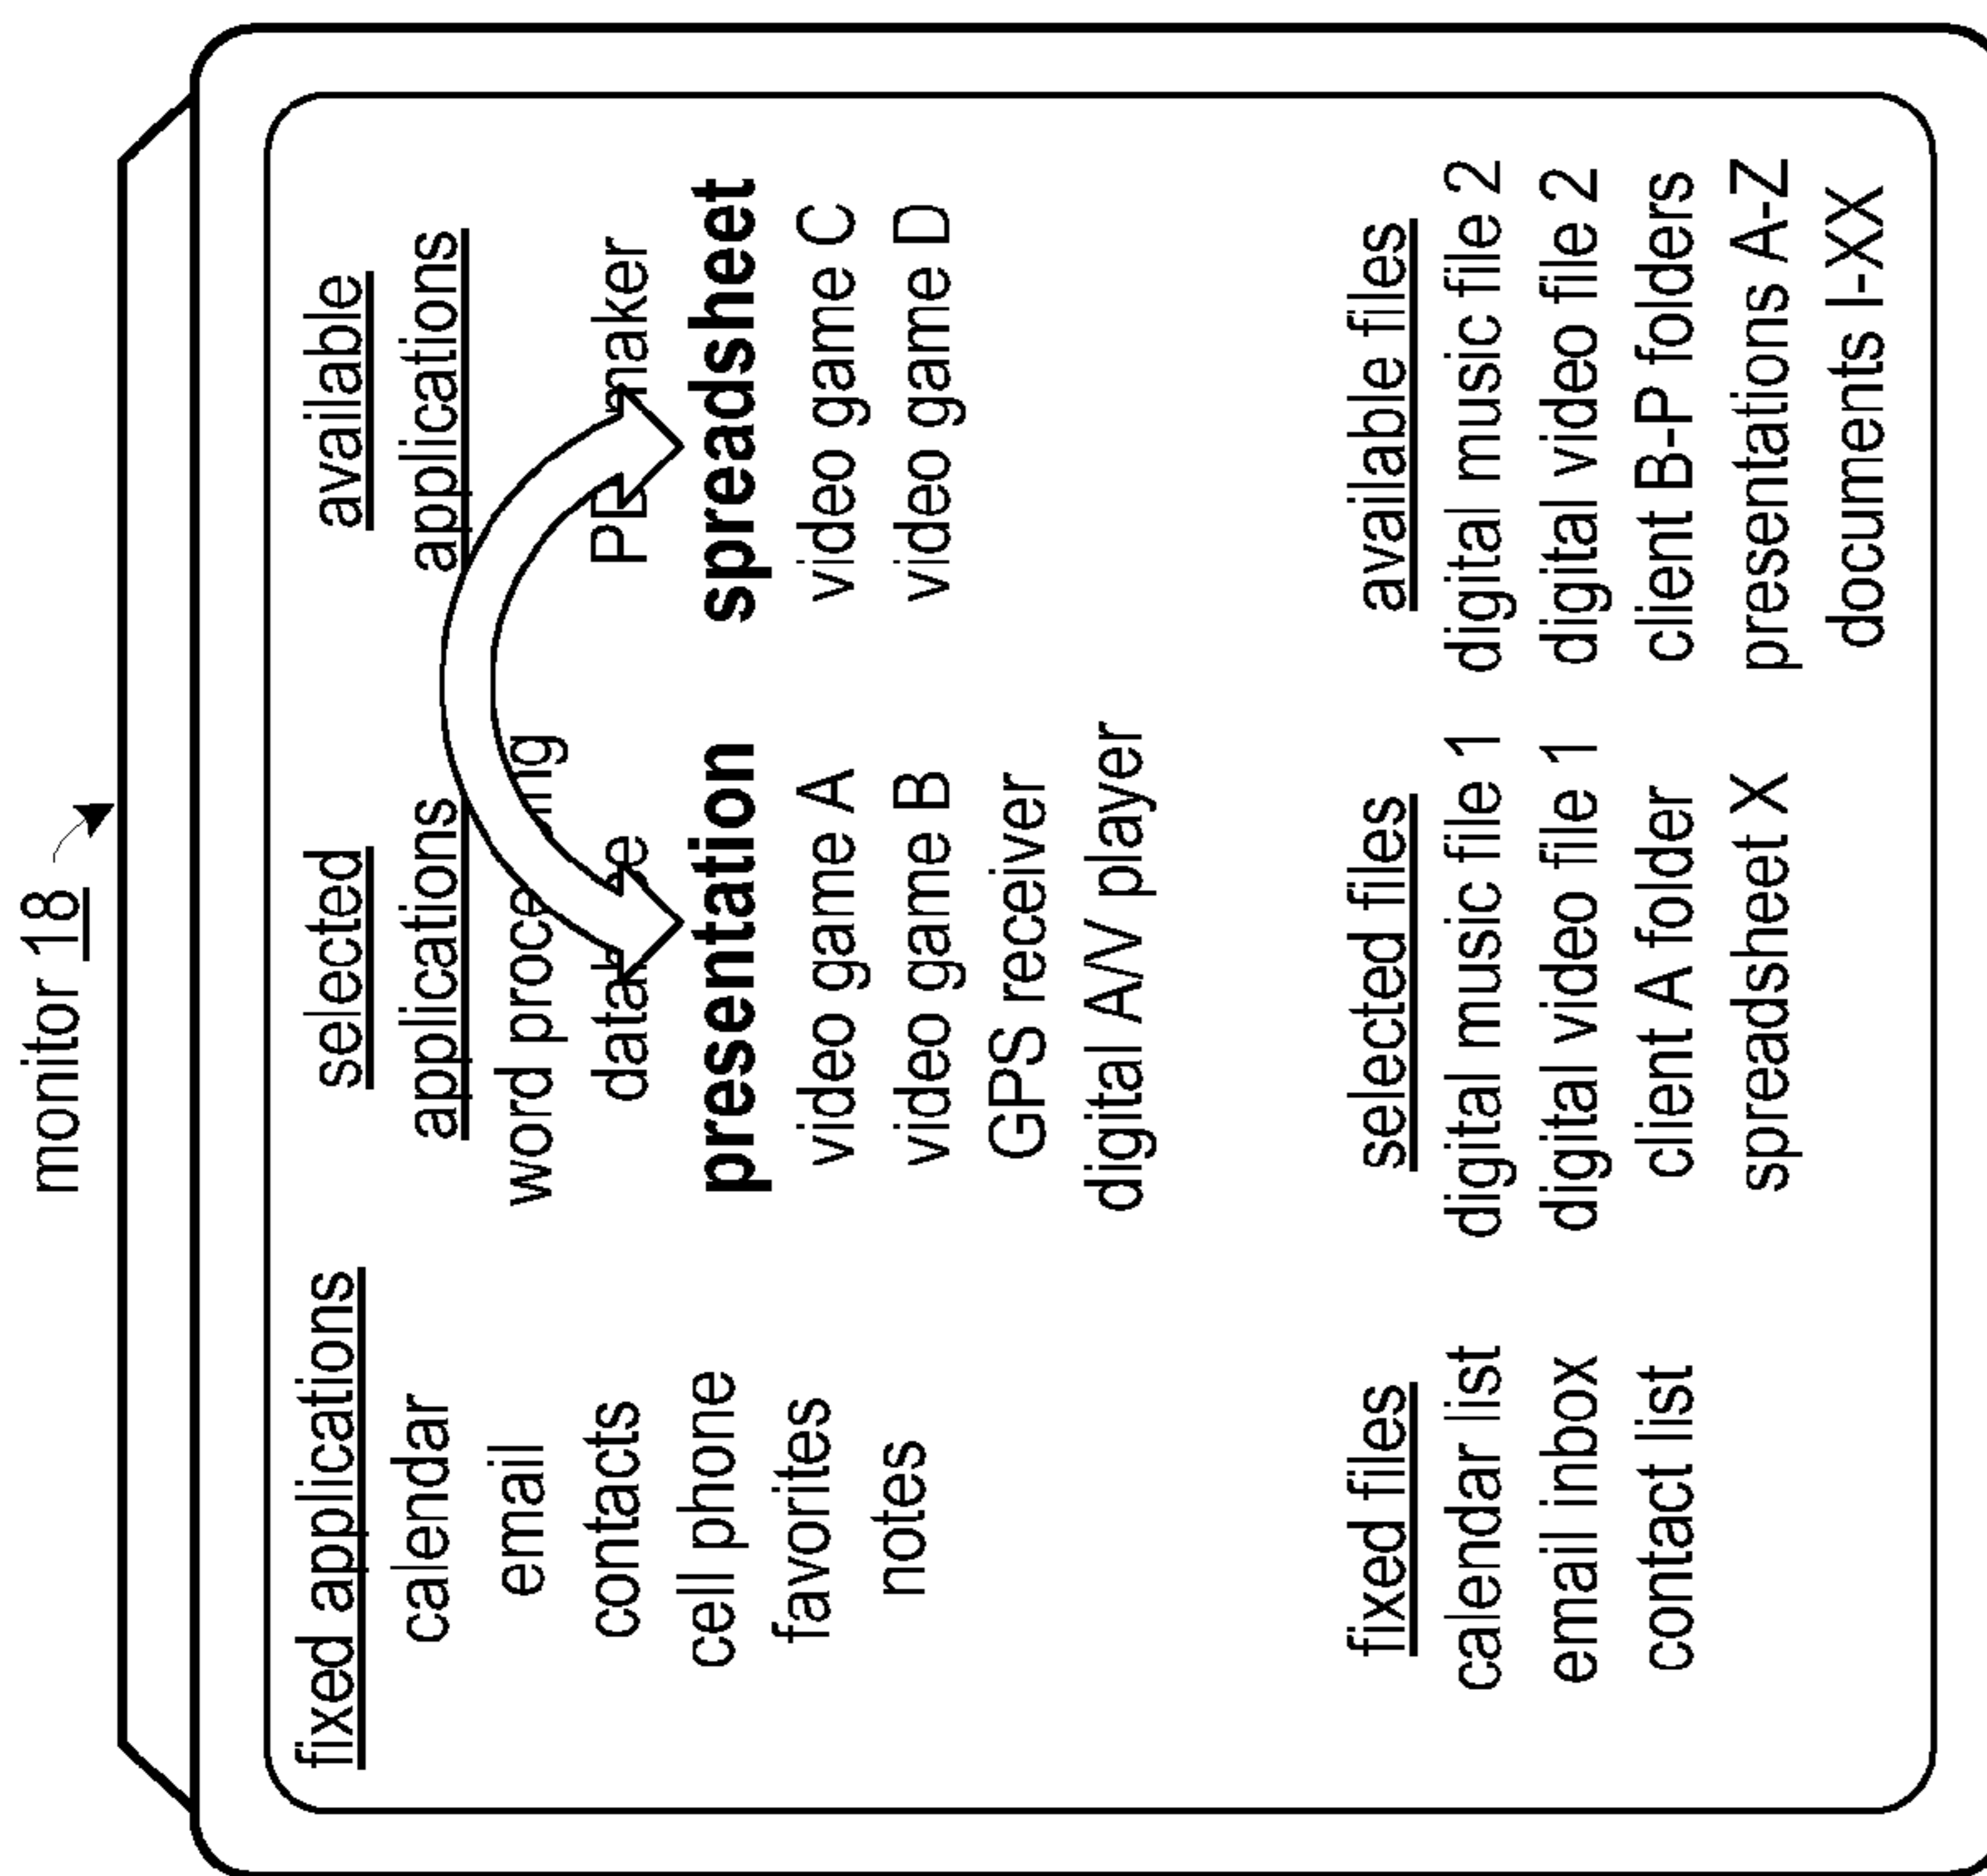 monitor 18
fixed applications
calendar
email
contacts
cell phone
favorites
notes
selected
applications
word processing
database
presentation
video game A
video game B
GPS receiver
digital A/V player
available
applications
maker
spreadsheet
video game C
video game D
fixed files
calendar list
email inbox
contact list
selected files
digital music file 1
digital video file 1
client A folder
spreadsheet X
available files
digital music file 2
digital video file 2
client B-P folders
presentations A-Z
documents I-XX